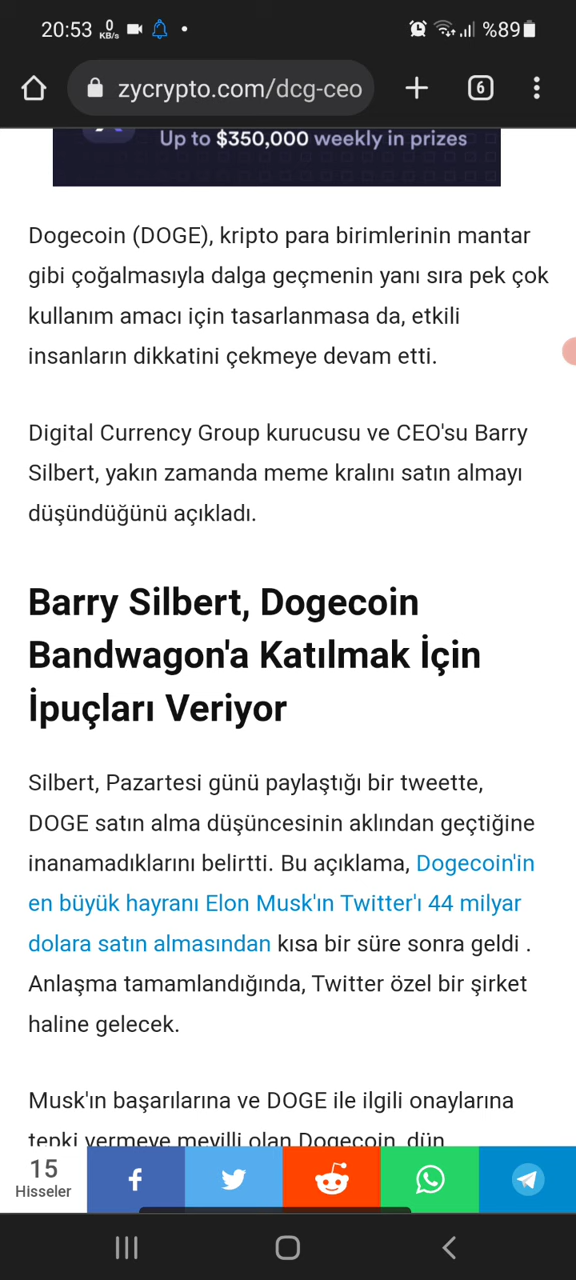 20:53 0 KB/s %89
zycrypto.com/dcg-ceo 6
Up to $350,000 weekly in prizes
Dogecoin (DOGE), kripto para birimlerinin mantar
gibi çoğalmasıyla dalga geçmenin yanı sıra pek çok
kullanım amacı için tasarlanmasa da, etkili
insanların dikkatini çekmeye devam etti.
Digital Currency Group kurucusu ve CEO'su Barry
Silbert, yakın zamanda meme kralını satın almayı
düşündüğünü açıkladı.
Barry Silbert, Dogecoin
Bandwagon'a Katılmak İçin
İpuçları Veriyor
Silbert, Pazartesi günü paylaştığı bir tweette,
DOGE satın alma düşüncesinin aklından geçtiğine
inanamadıklarını belirtti. Bu açıklama, Dogecoin'in
en büyük hayranı Elon Musk'ın Twitter'ı 44 milyar
dolara satın almasından kısa bir süre sonra geldi .
Anlaşma tamamlandığında, Twitter özel bir şirket
haline gelecek.
Musk'ın başarılarına ve DOGE ile ilgili onaylarına
tepki vermeye meyilli olan Dogecoin, dün
15
Hisseler